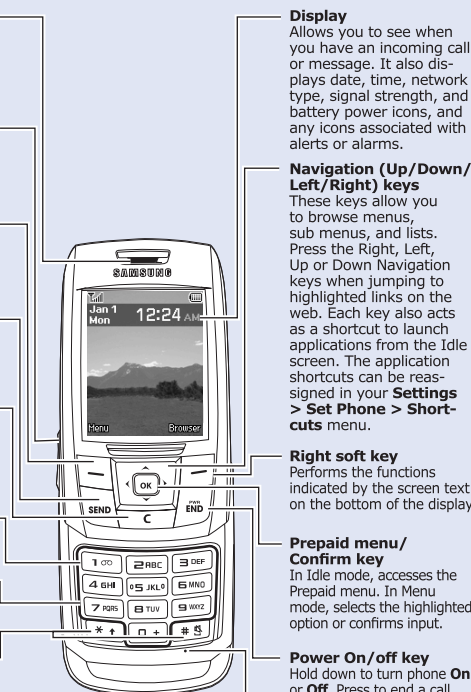 Display
Allows you to see when
you have an incoming call
or message. It also dis-
plays date, time, network
type, signal strength, and
battery power icons, and
any icons associated with
alerts or alarms.
Navigation (Up/Down/
Left/Right) keys
These keys allow you
to browse menus,
sub menus, and lists.
Press the Right, Left,
Up or Down Navigation
keys when jumping to
highlighted links on the
web. Each key also acts
as a shortcut to launch
applications from the Idle
screen. The application
shortcuts can be reas-
signed in your Settings
> Set Phone > Short-
cuts menu.
Right soft key
Performs the functions
indicated by the screen text
on the bottom of the display
Prepaid menu/
Confirm key
In Idle mode, accesses the
Prepaid menu. In Menu
mode, selects the highlighted
option or confirms input.
Power On/off key
Hold down to turn phone On
or Off. Press to end a call
SAMSUNG
Jan 1
Mon
12:24 AM
Menu Browser
OK
SEND
C
PWR
END
1
2 ABC
3 DEF
4 GHI
5 JKL
6 MNO
7 PQRS
8 TUV
9 WXYZ
*
0 +
#